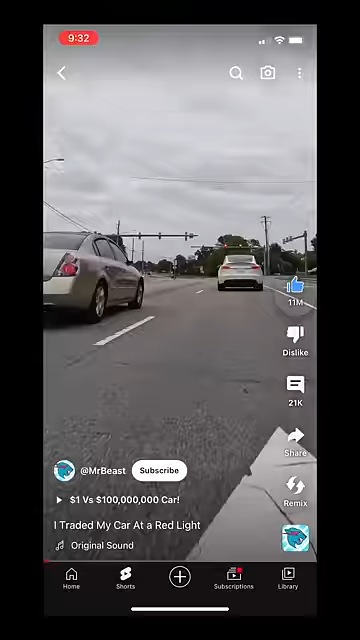 9:32
11M
Dislike
21K
Share
Remix
@MrBeast
Subscribe
$1 Vs $100,000,000 Car!
I Traded My Car At a Red Light
Original Sound
Home
Shorts
Subscriptions
Library